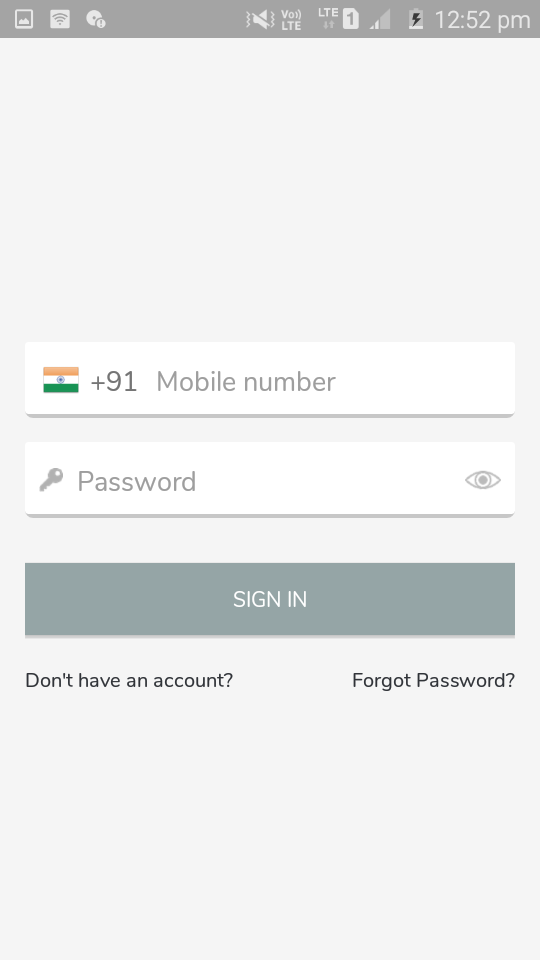 Vo)) LTE LTE 1 12:52 pm
+91 Mobile number
Password
SIGN IN
Don't have an account? Forgot Password?